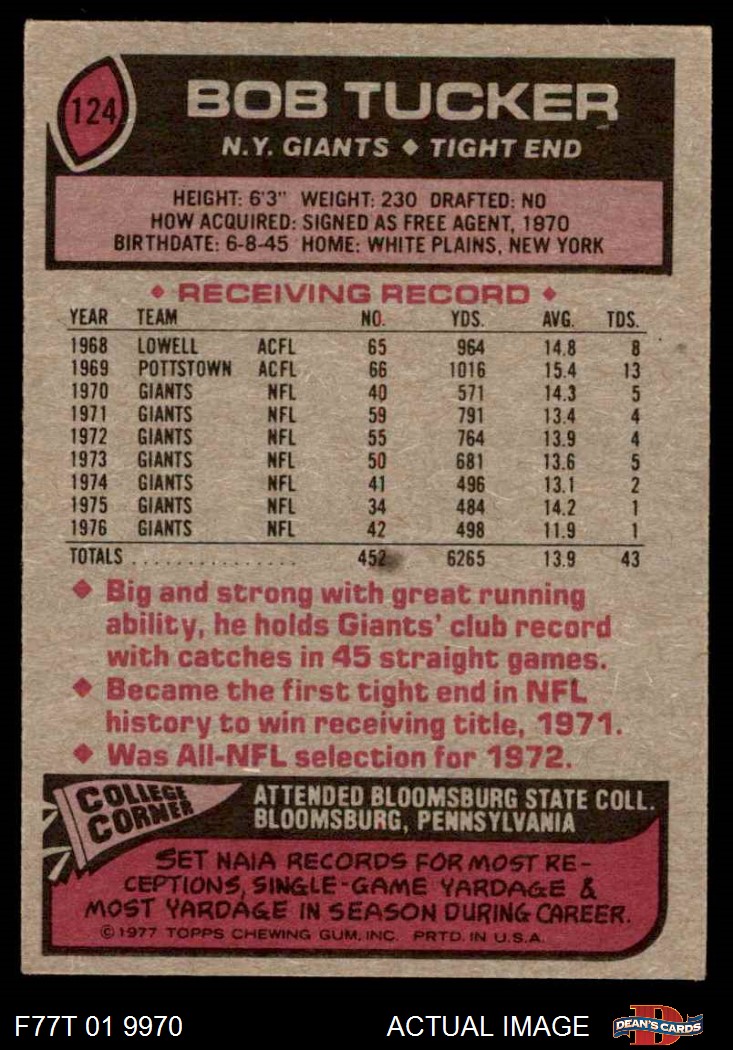 124
BOB TUCKER
N.Y. GIANTS ◆ TIGHT END
HEIGHT: 6'3" WEIGHT: 230 DRAFTED: NO
HOW ACQUIRED: SIGNED AS FREE AGENT, 1970
BIRTHDATE: 6-8-45 HOME: WHITE PLAINS, NEW YORK
◆ RECEIVING RECORD ◆
YEAR TEAM NO. YDS. AVG. TDS.
1968 LOWELL ACFL 65 964 14.8 8
1969 POTTSTOWN ACFL 66 1016 15.4 13
1970 GIANTS NFL 40 571 14.3 5
1971 GIANTS NFL 59 791 13.4 4
1972 GIANTS NFL 55 764 13.9 4
1973 GIANTS NFL 50 681 13.6 5
1974 GIANTS NFL 41 496 13.1 2
1975 GIANTS NFL 34 484 14.2 1
1976 GIANTS NFL 42 498 11.9 1
TOTALS ................ 452 6265 13.9 43
◆ Big and strong with great running
ability, he holds Giants' club record
with catches in 45 straight games.
◆ Became the first tight end in NFL
history to win receiving title, 1971.
◆ Was All-NFL selection for 1972.
COLLEGE
CORNER
ATTENDED BLOOMSBURG STATE COLL.
BLOOMSBURG, PENNSYLVANIA
SET NAIA RECORDS FOR MOST RE-
CEPTIONS, SINGLE-GAME YARDAGE &
MOST YARDAGE IN SEASON DURING CAREER.
©1977 TOPPS CHEWING GUM, INC. PRTD. IN U.S.A.
F77T 01 9970 ACTUAL IMAGE D DEAN'S CARDS